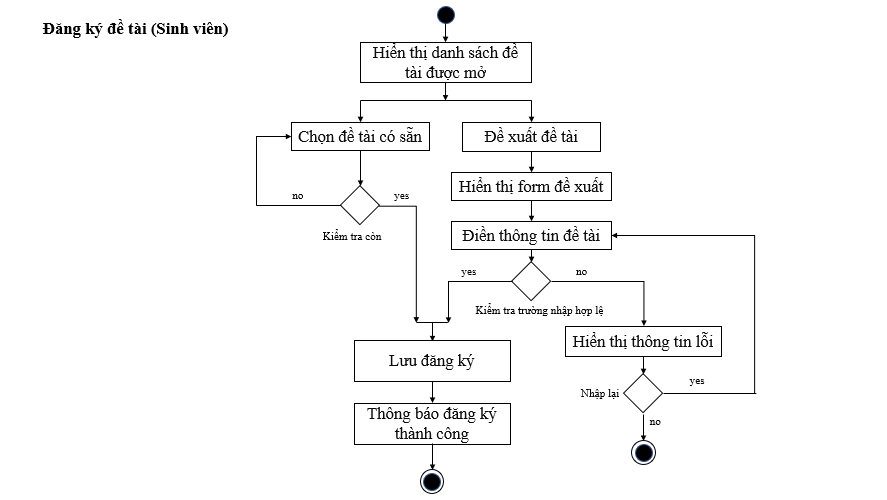 Đăng ký đề tài (Sinh viên)
Hiển thị danh sách đề
tài được mở
Chọn đề tài có sẵn
Đề xuất đề tài
Hiển thị form đề xuất
no
yes
Kiểm tra còn
Điền thông tin đề tài
yes
no
Kiểm tra trường nhập hợp lệ
Hiển thị thông tin lỗi
Lưu đăng ký
yes
Nhập lại
no
Thông báo đăng ký
thành công